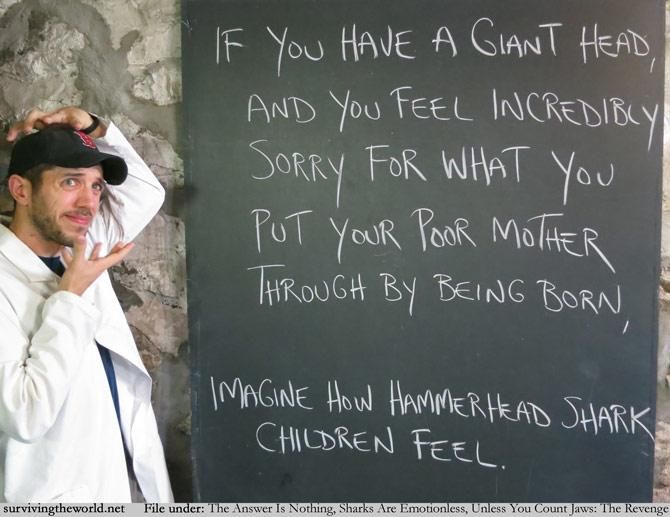 IF YOU HAVE A GIANT HEAD,
AND YOU FEEL INCREDIBLY
SORRY FOR WHAT YOU
PUT YOUR POOR MOTHER
THROUGH BY BEING BORN,
IMAGINE HOW HAMMERHEAD SHARK
CHILDREN FEEL.
survivingtheworld.net File under: The Answer Is Nothing, Sharks Are Emotionless, Unless You Count Jaws: The Revenge